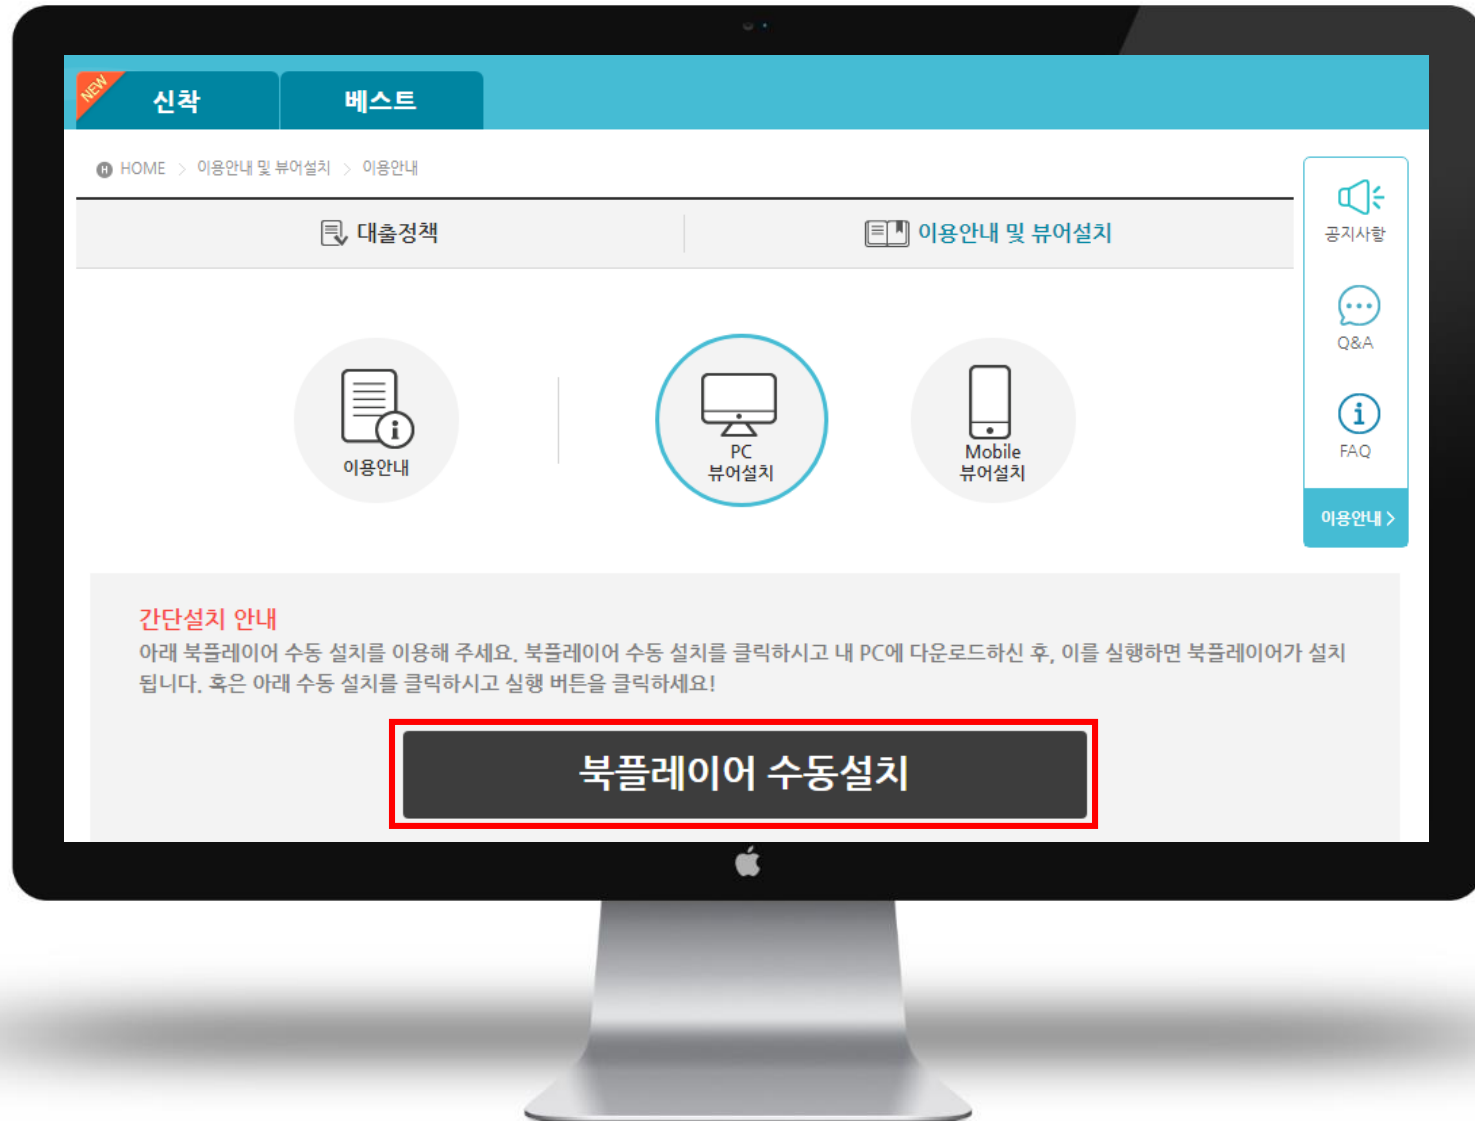 NEW
신착
베스트
HOME > 이용안내 및 뷰어설치 > 이용안내
대출정책
이용안내 및 뷰어설치
공지사항
Q&A
FAQ
이용안내 >
이용안내
PC
뷰어설치
Mobile
뷰어설치
간단설치 안내
아래 북플레이어 수동 설치를 이용해 주세요. 북플레이어 수동 설치를 클릭하시고 내 PC에 다운로드하신 후, 이를 실행하면 북플레이어가 설치
됩니다. 혹은 아래 수동 설치를 클릭하시고 실행 버튼을 클릭하세요!
북플레이어 수동설치